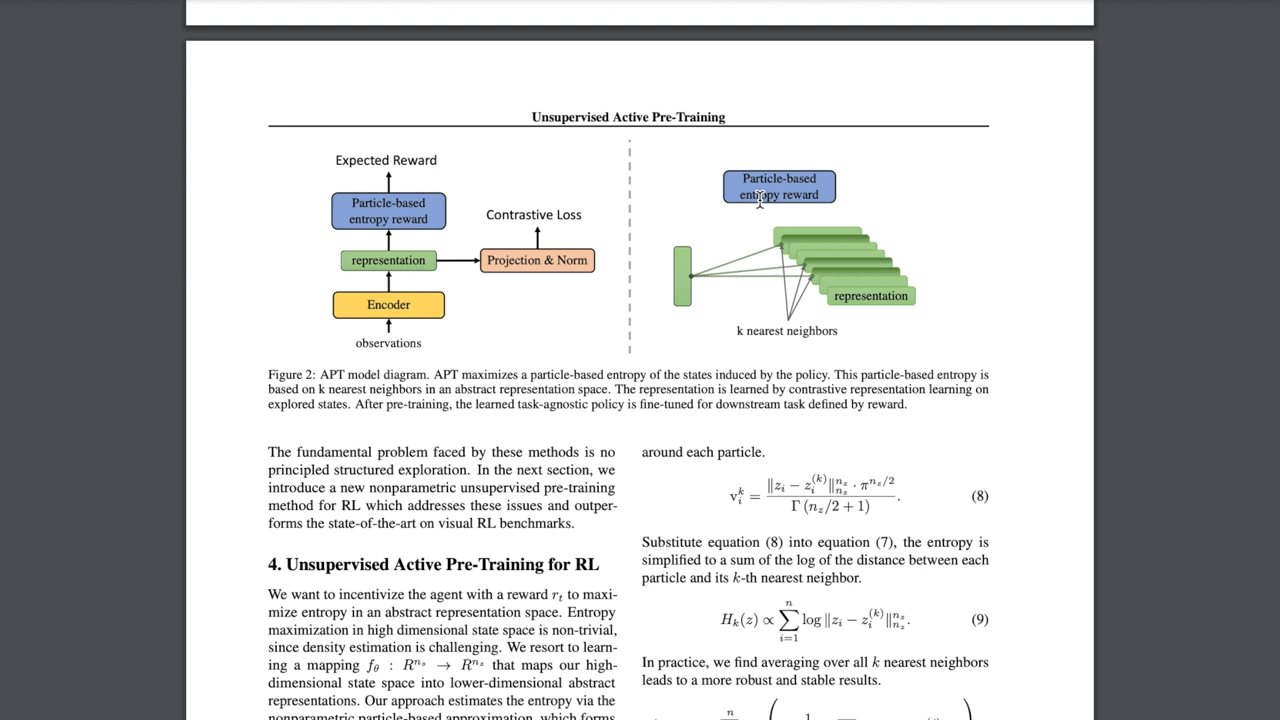 Unsupervised Active Pre-Training
Expected Reward
Particle-based
entropy reward
Contrastive Loss
representation
Projection & Norm
Encoder
observations
Particle-based
entropy reward
representation
k nearest neighbors
Figure 2: APT model diagram. APT maximizes a particle-based entropy of the states induced by the policy. This particle-based entropy is
based on k nearest neighbors in an abstract representation space. The representation is learned by contrastive representation learning on
explored states. After pre-training, the learned task-agnostic policy is fine-tuned for downstream task defined by reward.
The fundamental problem faced by these methods is no
principled structured exploration. In the next section, we
introduce a new nonparametric unsupervised pre-training
method for RL which addresses these issues and outper-
forms the state-of-the-art on visual RL benchmarks.
4. Unsupervised Active Pre-Training for RL
We want to incentivize the agent with a reward r_t to maxi-
mize entropy in an abstract representation space. Entropy
maximization in high dimensional state space is non-trivial,
since density estimation is challenging. We resort to learn-
ing a mapping f_θ : R^{n_s} → R^{n_z} that maps our high-
dimensional state space into lower-dimensional abstract
representations. Our approach estimates the entropy via the
nonparametric particle-based approximation, which forms
around each particle.
v_i^k = \frac{‖z_i − z_i^{(k)}‖_{n_z}^{n_z} · π^{n_z/2}}{Γ (n_z/2 + 1)}. (8)
Substitute equation (8) into equation (7), the entropy is
simplified to a sum of the log of the distance between each
particle and its k-th nearest neighbor.
H_k(z) ∝ \sum_{i=1}^{n} log ‖z_i − z_i^{(k)}‖_{n_z}^{n_z}. (9)
In practice, we find averaging over all k nearest neighbors
leads to a more robust and stable results.
n
1